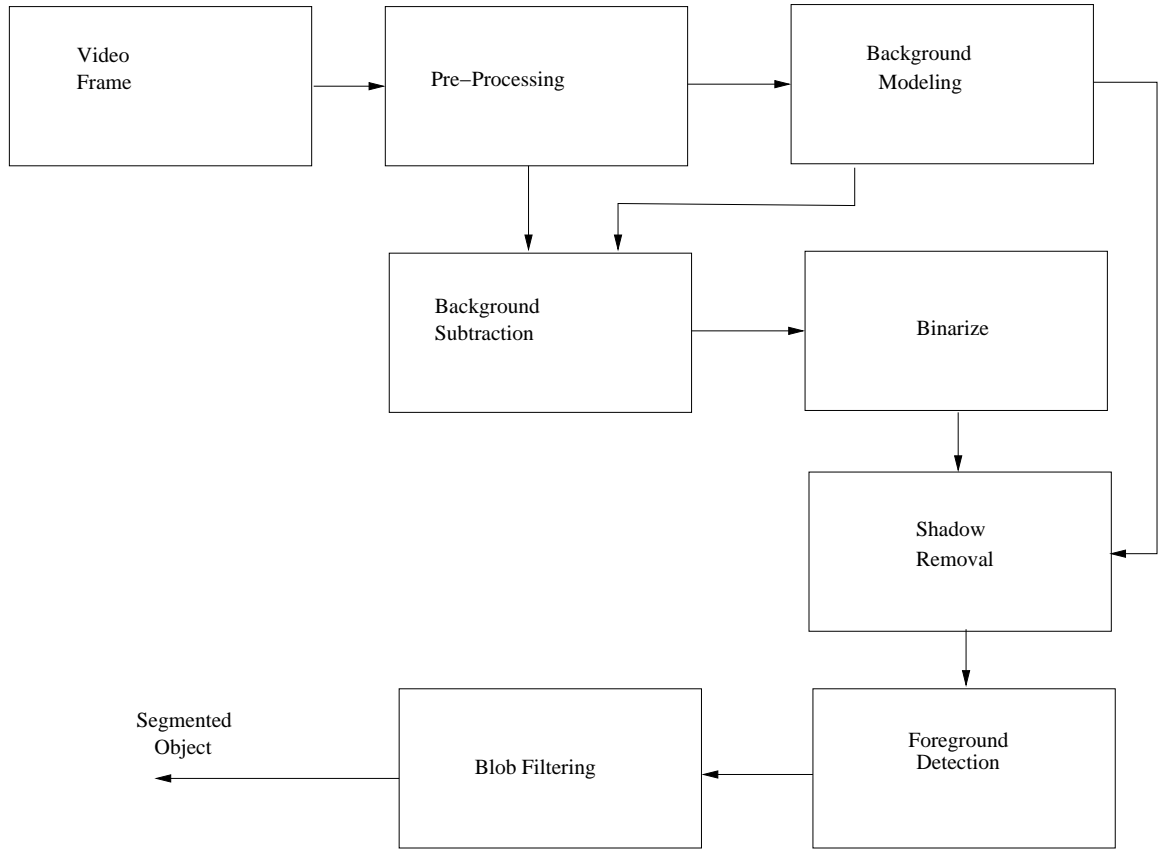 Video
Frame
Pre−Processing
Background
Modeling
Background
Subtraction
Binarize
Shadow
Removal
Segmented
Object
Blob Filtering
Foreground
Detection